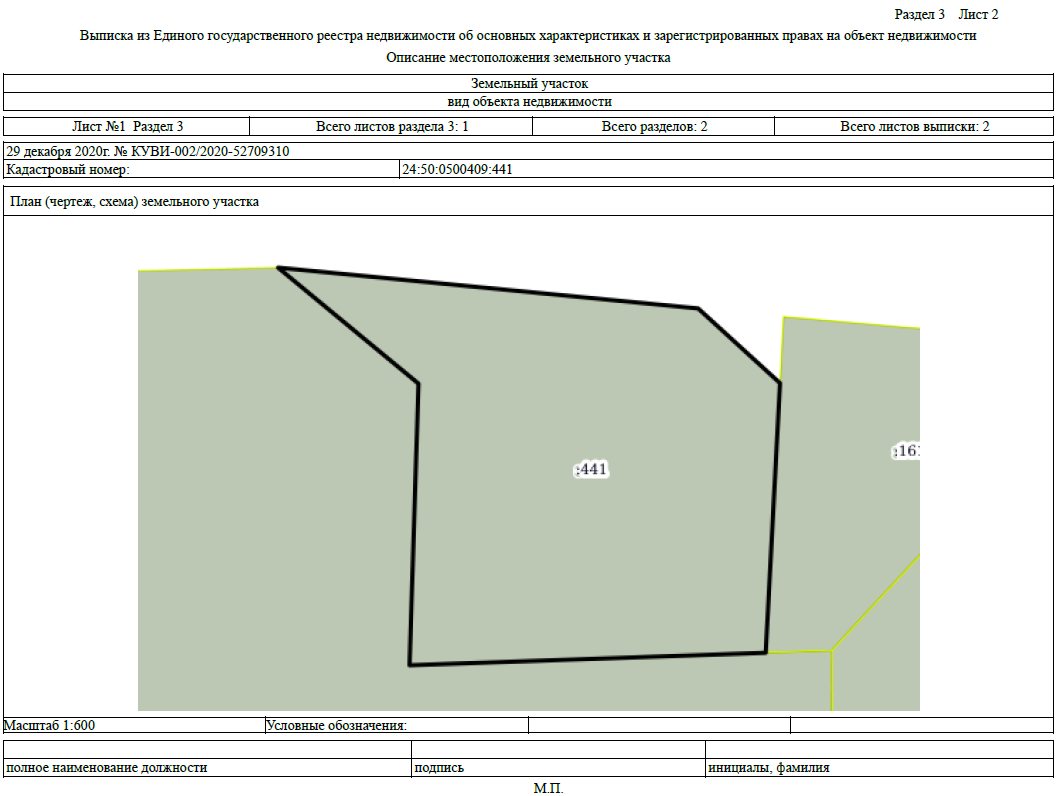 Раздел 3 Лист 2
Выписка из Единого государственного реестра недвижимости об основных характеристиках и зарегистрированных правах на объект недвижимости
Описание местоположения земельного участка
Земельный участок
вид объекта недвижимости
Лист №1 Раздел 3 Всего листов раздела 3: 1 Всего разделов: 2 Всего листов выписки: 2
29 декабря 2020г. № КУВИ-002/2020-52709310
Кадастровый номер: 24:50:0500409:441
План (чертеж, схема) земельного участка
:161
:441
Масштаб 1:600 Условные обозначения:
полное наименование должности подпись инициалы, фамилия
М.П.